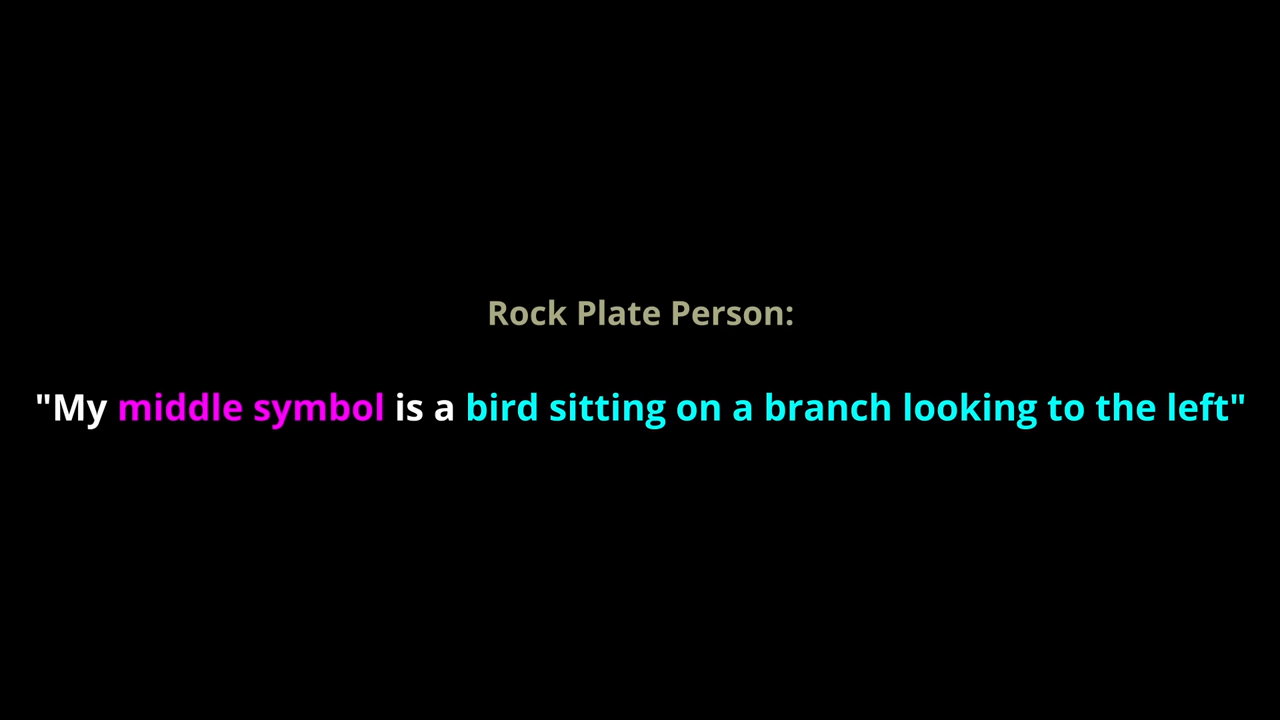 Rock Plate Person:
"My middle symbol is a bird sitting on a branch looking to the left"